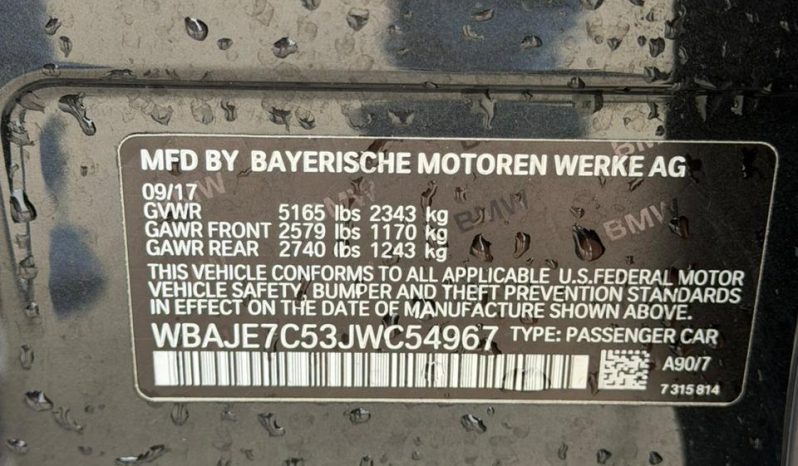 MFD BY BAYERISCHE MOTOREN WERKE AG
09/17
GVWR 5165 lbs 2343 kg
GAWR FRONT 2579 lbs 1170 kg
GAWR REAR 2740 lbs 1243 kg
THIS VEHICLE CONFORMS TO ALL APPLICABLE U.S.FEDERAL MOTOR
VEHICLE SAFETY, BUMPER AND THEFT PREVENTION STANDARDS
IN EFFECT ON THE DATE OF MANUFACTURE SHOWN ABOVE.
WBAJE7C53JWC54967 TYPE: PASSENGER CAR
A90/7
7 315 814
BMW
BMW
BMW